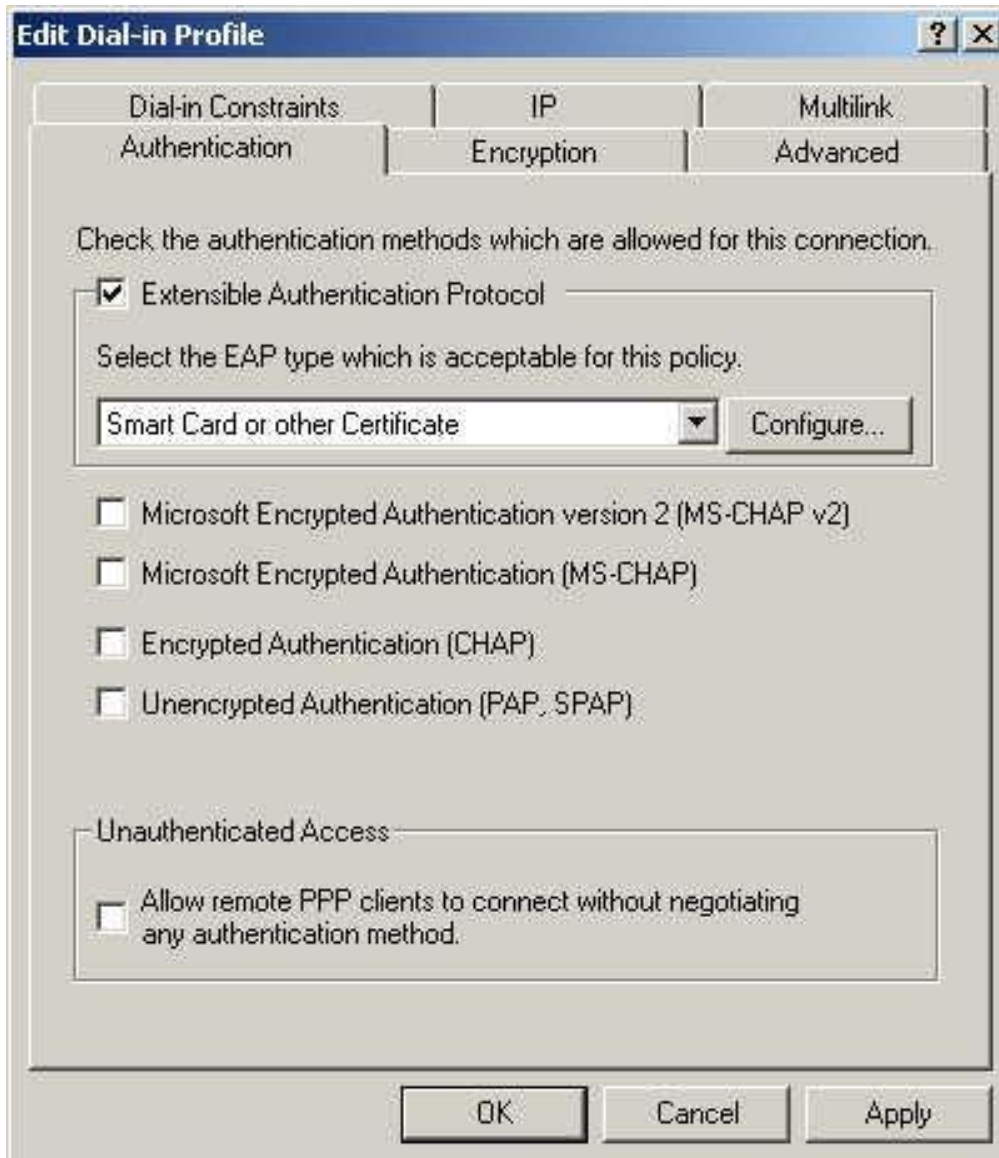 Edit Dial-in Profile
Dial-in Constraints
IP
Multilink
Authentication
Encryption
Advanced
Check the authentication methods which are allowed for this connection.
Extensible Authentication Protocol
Select the EAP type which is acceptable for this policy.
Smart Card or other Certificate
Configure...
Microsoft Encrypted Authentication version 2 (MS-CHAP v2)
Microsoft Encrypted Authentication (MS-CHAP)
Encrypted Authentication (CHAP)
Unencrypted Authentication (PAP, SPAP)
Unauthenticated Access
Allow remote PPP clients to connect without negotiating
any authentication method.
OK
Cancel
Apply